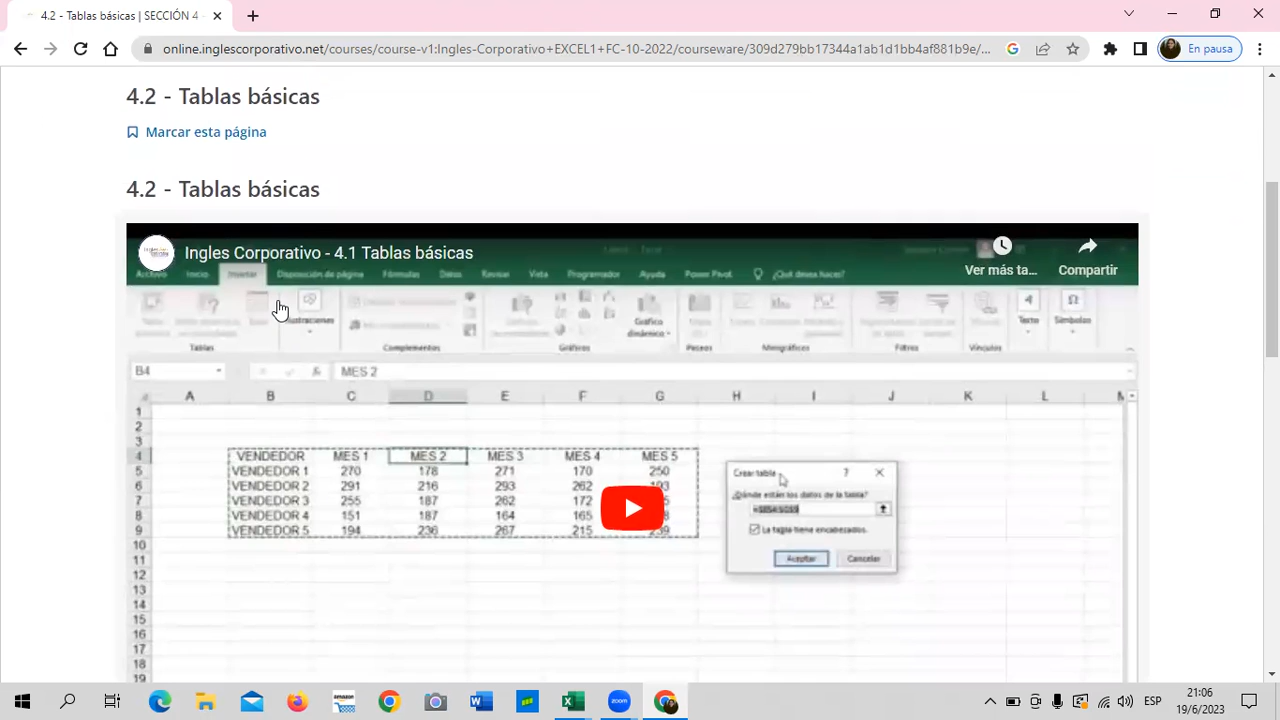 4.2 - Tablas básicas | SECCIÓN 4 -
online.inglescorporativo.net/courses/course-v1:Ingles-Corporativo+EXCEL1+FC-10-2022/courseware/309d279bb17344a1ab1d1bb4af881b9e/...
En pausa
4.2 - Tablas básicas
Marcar esta página
4.2 - Tablas básicas
Ingles Corporativo - 4.1 Tablas básicas
Ver más ta...
Compartir
Archivo Inicio Insertar Disposición de página Fórmulas Datos Revisar Vista Programador Ayuda Power Pivot ¿Qué desea hacer?
Ilustraciones
Gráfico dinámico
Texto
Símbolos
Tablas Complementos Gráficos Paseos Minigráficos Filtros Vínculos
B4 MES 2
A B C D E F G H I J K L M
1
2
3
4 VENDEDOR MES 1 MES 2 MES 3 MES 4 MES 5
5 VENDEDOR 1 270 178 271 170 250
6 VENDEDOR 2 291 216 293 262
7 VENDEDOR 3 255 187 262 172
8 VENDEDOR 4 151 187 164 165
9 VENDEDOR 5 194 236 267 215
10
11
12
13
14
15
16
17
18
19
Crear tabla ?
¿Dónde están los datos de la tabla?
La tabla tiene encabezados.
Aceptar Cancelar
amazon
zoom
ESP
21:06
19/6/2023